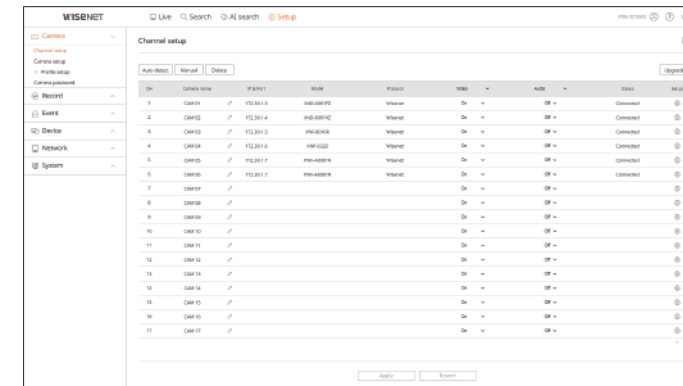 WISENET Live Search AI search Setup
Camera
Channel setup
Camera setup
Profile setup
Camera password
Record
Event
Device
Network
System
Channel setup
Auto detect Manual Delete
CH Camera name IP & Port Model Protocol Video Audio Status Setup
1 CAM 01 Wisenet On Off Connected
2 CAM 02 Wisenet On Off Connected
3 CAM 03 Wisenet On Off Connected
4 CAM 04 Wisenet On Off Connected
5 CAM 05 Wisenet On Off Connected
6 CAM 06 Wisenet On Off Connected
7 CAM 07 On Off
8 CAM 08 On Off
9 CAM 09 On Off
10 CAM 10 On Off
11 CAM 11 On Off
12 CAM 12 On Off
13 CAM 13 On Off
14 CAM 14 On Off
15 CAM 15 On Off
16 CAM 16 On Off
17 CAM 17 On Off
Apply Revert